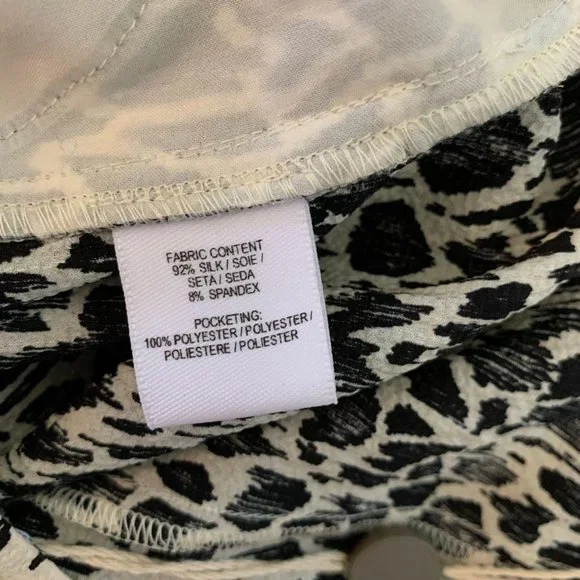 FABRIC CONTENT
92% SILK / SOIE /
SETA / SEDA
8% SPANDEX
POCKETING:
100% POLYESTER / POLYESTER /
POLIESTERE / POLIESTER